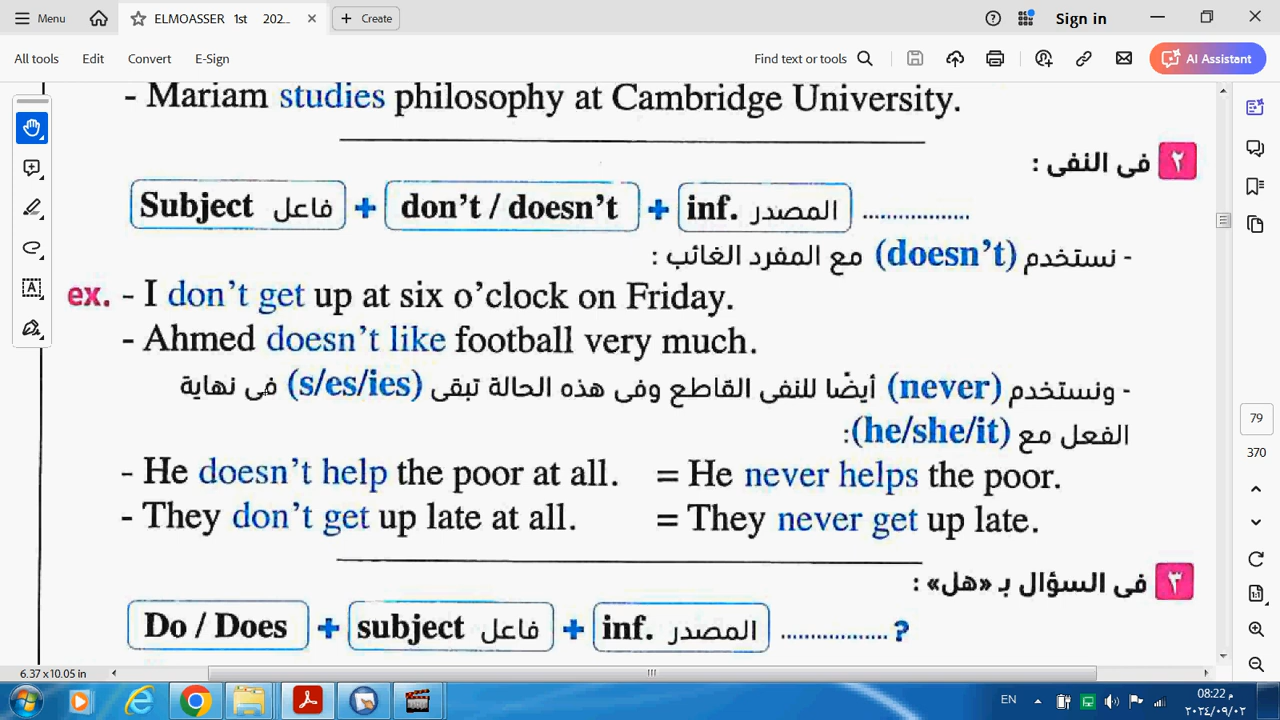 Menu
ELMOASSER 1st 202...
Create
Sign in
All tools
Edit
Convert
E-Sign
Find text or tools
AI Assistant
- Mariam studies philosophy at Cambridge University.
٢ فى النفى :
Subject فاعل + don't / doesn't + inf. المصدر ..................
- نستخدم (doesn't) مع المفرد الغائب :
ex. - I don't get up at six o'clock on Friday.
- Ahmed doesn't like football very much.
- ونستخدم (never) أيضًا للنفى القاطع وفى هذه الحالة تبقى (s/es/ies) فى نهاية
الفعل مع (he/she/it):
- He doesn't help the poor at all. = He never helps the poor.
- They don't get up late at all. = They never get up late.
٣ فى السؤال بـ «هل» :
Do / Does + subject فاعل + inf. المصدر .................. ?
79
370
6.37 x 10.05 in
EN
08:22 م
٢٠٢٤/٠٩/٠٢